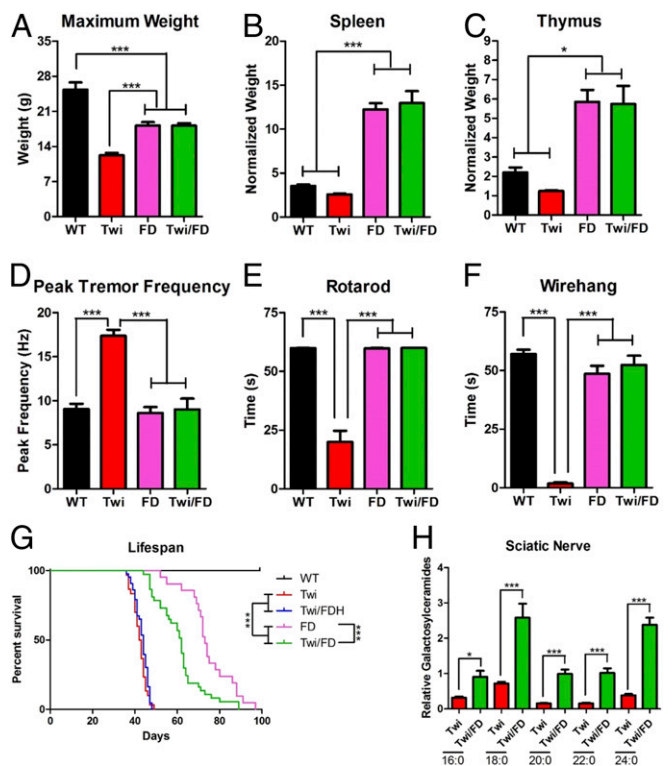 A Maximum Weight
35
28
21
14
7
0
Weight (g)
***
***
WT Twi FD Twi/FD
B Spleen
20
15
10
5
0
Normalized Weight
***
WT Twi FD Twi/FD
C Thymus
9
8
7
6
5
4
3
2
1
0
Normalized Weight
*
WT Twi FD Twi/FD
D Peak Tremor Frequency
20
15
10
5
0
Peak Frequency (Hz)
***
***
WT Twi FD Twi/FD
E Rotarod
75
50
25
0
Time (s)
***
***
WT Twi FD Twi/FD
F Wirehang
75
50
25
0
Time (s)
***
***
WT Twi FD Twi/FD
G Lifespan
100
50
0
Percent survival
0 20 40 60 80 100
Days
WT
Twi
Twi/FDH
FD
Twi/FD
***
***
H Sciatic Nerve
4
3
2
1
0
Relative Galactosylceramides
*
***
***
***
***
Twi Twi/FD Twi Twi/FD Twi Twi/FD Twi Twi/FD Twi Twi/FD
16:0 18:0 20:0 22:0 24:0